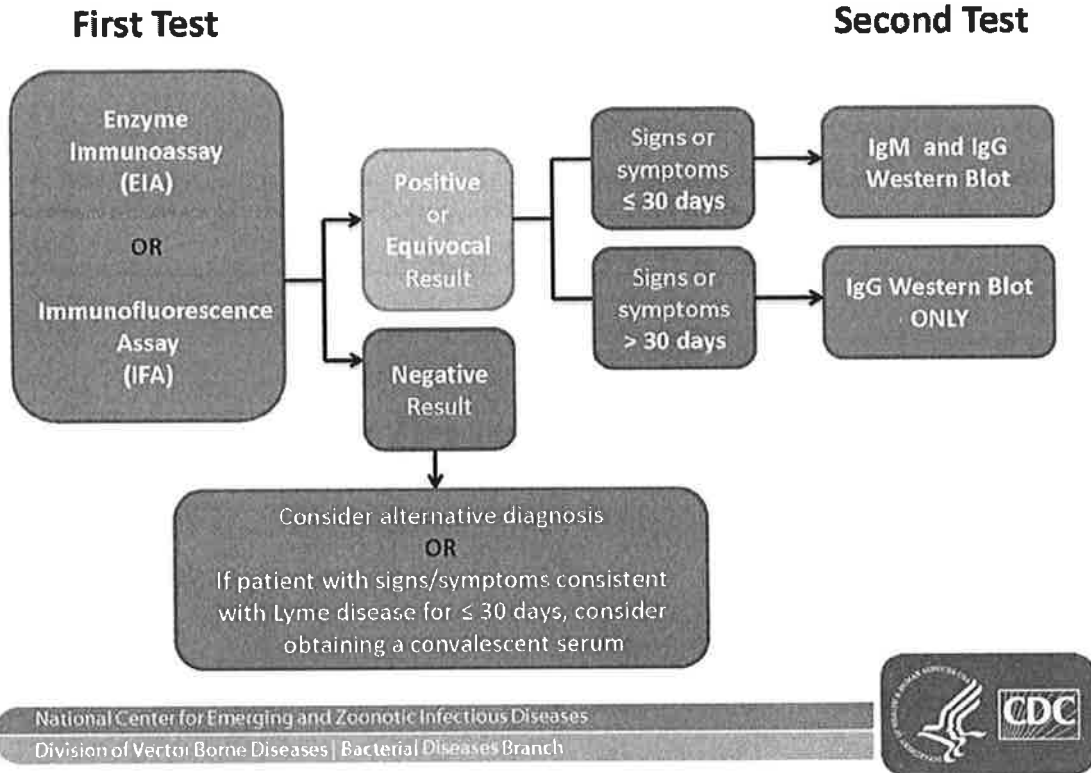 First Test
Second Test
Enzyme
Immunoassay
(EIA)
OR
Immunofluorescence
Assay
(IFA)
Positive
or
Equivocal
Result
Negative
Result
Signs or
symptoms
≤ 30 days
Signs or
symptoms
> 30 days
IgM and IgG
Western Blot
IgG Western Blot
ONLY
Consider alternative diagnosis
OR
If patient with signs/symptoms consistent
with Lyme disease for ≤ 30 days, consider
obtaining a convalescent serum
National Center for Emerging and Zoonotic Infectious Diseases
Division of Vector Borne Diseases | Bacterial Diseases Branch
CDC